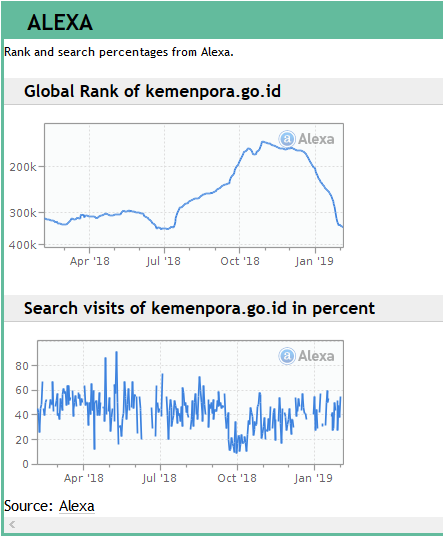 ALEXA
Rank and search percentages from Alexa.
Global Rank of kemenpora.go.id
a Alexa
200k
300k
400k
Apr '18 Jul '18 Oct '18 Jan '19
Search visits of kemenpora.go.id in percent
a Alexa
80
60
40
20
0
Apr '18 Jul '18 Oct '18 Jan '19
Source: Alexa